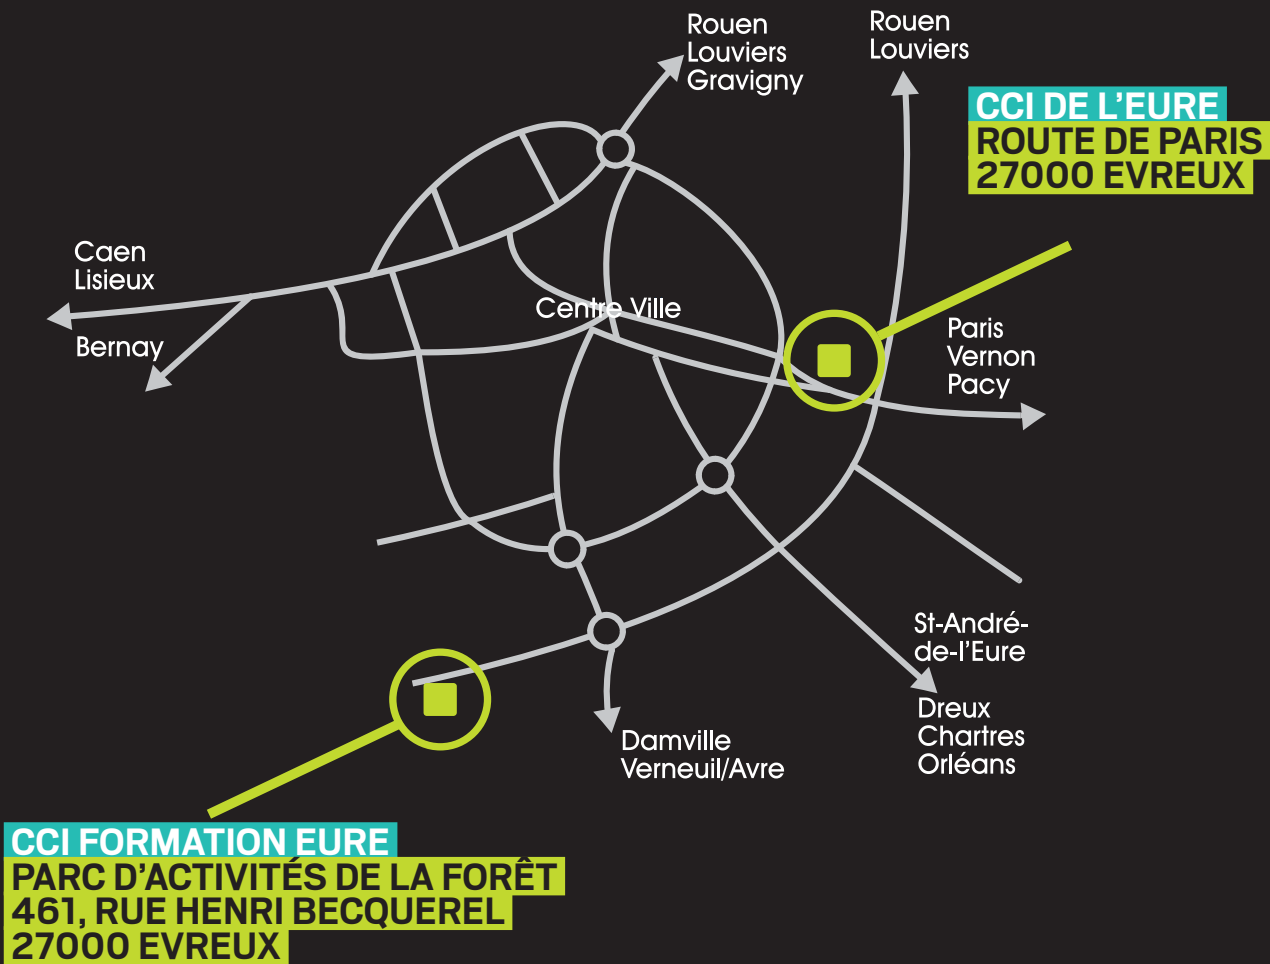 Rouen
Louviers
Gravigny
Rouen
Louviers
CCI DE L'EURE
ROUTE DE PARIS
27000 EVREUX
Caen
Lisieux
Bernay
Centre Ville
Paris
Vernon
Pacy
St-André-
de-l'Eure
Dreux
Chartres
Orléans
Damville
Verneuil/Avre
CCI FORMATION EURE
PARC D'ACTIVITÉS DE LA FORÊT
461, RUE HENRI BECQUEREL
27000 EVREUX